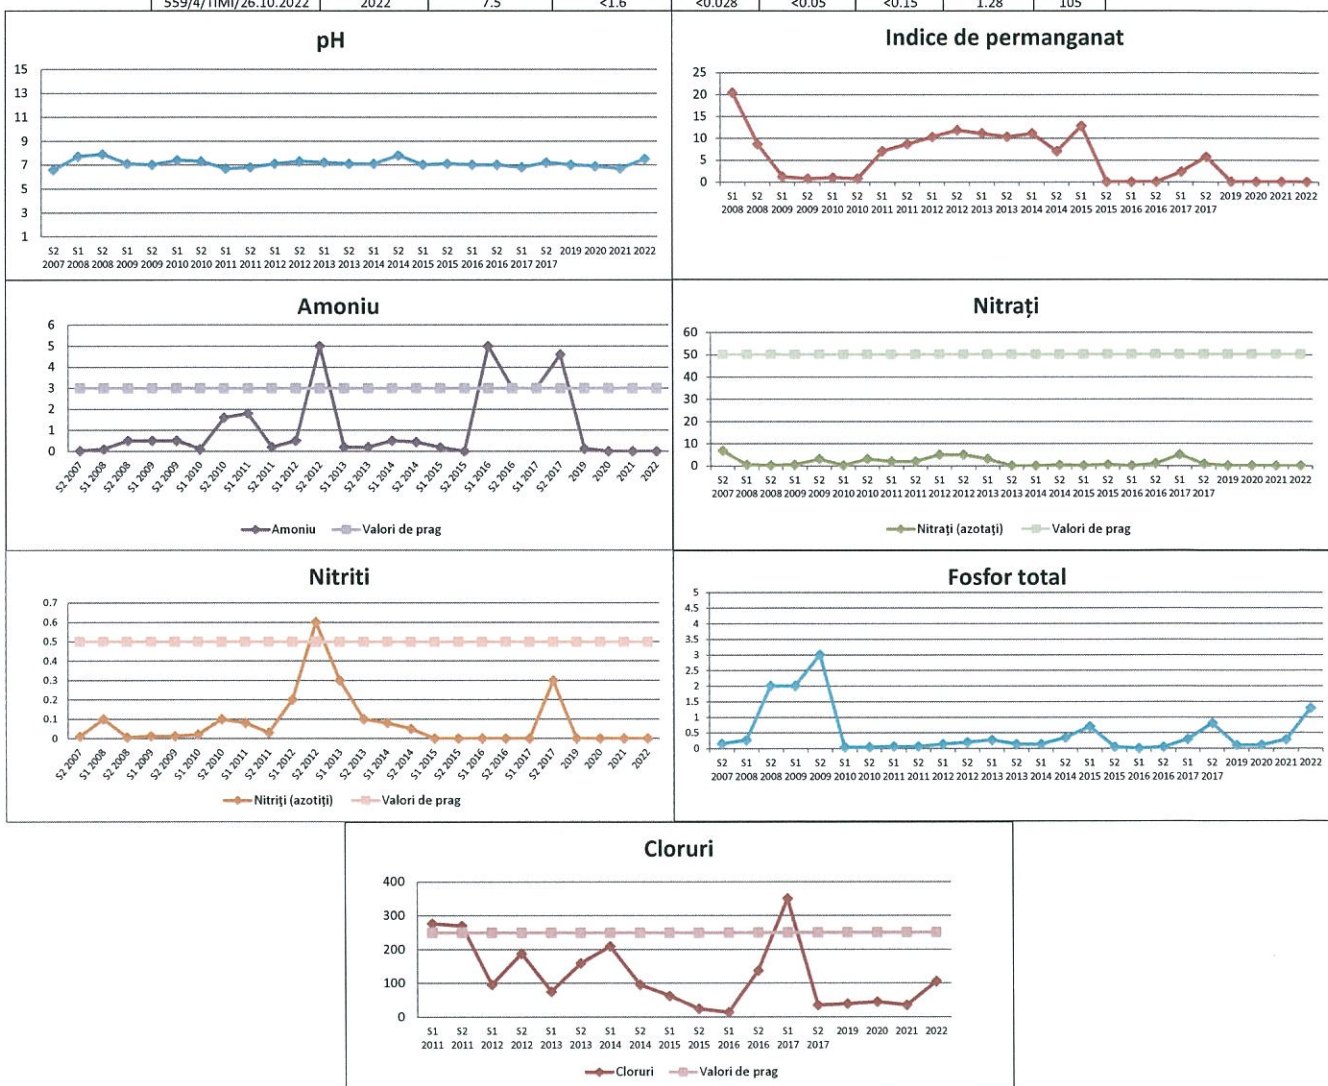 559/4/TIMI/26.10.2022 2022 7.5 <1.6 <0.028 <0.05 <0.15 1.28 105
pH
15
13
11
9
7
5
3
1
S2 S1 S2 S1 S2 S1 S2 S1 S2 S1 S2 S1 S2 S1 S2 S1 S2 S1 S2 S1 S2 2019 2020 2021 2022
2007 2008 2008 2009 2009 2010 2010 2011 2011 2012 2012 2013 2013 2014 2014 2015 2015 2016 2016 2017 2017
Indice de permanganat
25
20
15
10
5
0
S1 S2 S1 S2 S1 S2 S1 S2 S1 S2 S1 S2 S1 S2 S1 S2 S1 S2 S1 S2 2019 2020 2021 2022
2008 2008 2009 2009 2010 2010 2011 2011 2012 2012 2013 2013 2014 2014 2015 2015 2016 2016 2017 2017
Amoniu
6
5
4
3
2
1
0
S2 2007 S1 2008 S2 2008 S1 2009 S2 2009 S1 2010 S2 2010 S1 2011 S2 2011 S1 2012 S2 2012 S1 2013 S2 2013 S1 2014 S2 2014 S1 2015 S2 2015 S1 2016 S2 2016 S1 2017 S2 2017 2019 2020 2021 2022
Amoniu Valori de prag
Nitrați
60
50
40
30
20
10
0
S2 S1 S2 S1 S2 S1 S2 S1 S2 S1 S2 S1 S2 S1 S2 S1 S2 S1 S2 S1 S2 2019 2020 2021 2022
2007 2008 2008 2009 2009 2010 2010 2011 2011 2012 2012 2013 2013 2014 2014 2015 2015 2016 2016 2017 2017
Nitrați (azotați) Valori de prag
Nitriti
0.7
0.6
0.5
0.4
0.3
0.2
0.1
0
S2 2007 S1 2008 S2 2008 S1 2009 S2 2009 S1 2010 S2 2010 S1 2011 S2 2011 S1 2012 S2 2012 S1 2013 S2 2013 S1 2014 S2 2014 S1 2015 S2 2015 S1 2016 S2 2016 S1 2017 S2 2017 2019 2020 2021 2022
Nitriți (azotiți) Valori de prag
Fosfor total
5
4.5
4
3.5
3
2.5
2
1.5
1
0.5
0
S2 S1 S2 S1 S2 S1 S2 S1 S2 S1 S2 S1 S2 S1 S2 S1 S2 S1 S2 S1 S2 2019 2020 2021 2022
2007 2008 2008 2009 2009 2010 2010 2011 2011 2012 2012 2013 2013 2014 2014 2015 2015 2016 2016 2017 2017
Cloruri
400
300
200
100
0
S1 S2 S1 S2 S1 S2 S1 S2 S1 S2 S1 S2 S1 S2 2019 2020 2021 2022
2011 2011 2012 2012 2013 2013 2014 2014 2015 2015 2016 2016 2017 2017
Cloruri Valori de prag